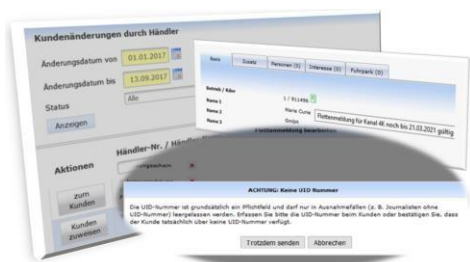 Kundenänderungen durch Händler
Änderungsdatum von 01.01.2017
Änderungsdatum bis 13.09.2017
Status Alle
Anzeigen
Händler-Nr. / Händler
Aktionen
zum Kunden
Kunden zuweisen
Basis Zusatz Personen (0) Interesse (0) Fuhrpark (0)
Betrieb / Käufer
Name 1 1 / 911496
Name 2 Marie Curie
Name 3
Flottenmeldung für Kanal 4K noch bis 21.03.2021 gültig
Flottenmeldung bearbeiten
ACHTUNG: Keine UID Nummer
Die UID-Nummer ist grundsätzlich ein Pflichtfeld und darf nur in Ausnahmefällen (z. B. Journalisten ohne
UID-Nummer) leergelassen werden. Erfassen Sie bitte die UID-Nummer beim Kunden oder bestätigen Sie, dass
der Kunde tatsächlich über keine UID-Nummer verfügt.
Trotzdem senden Abbrechen